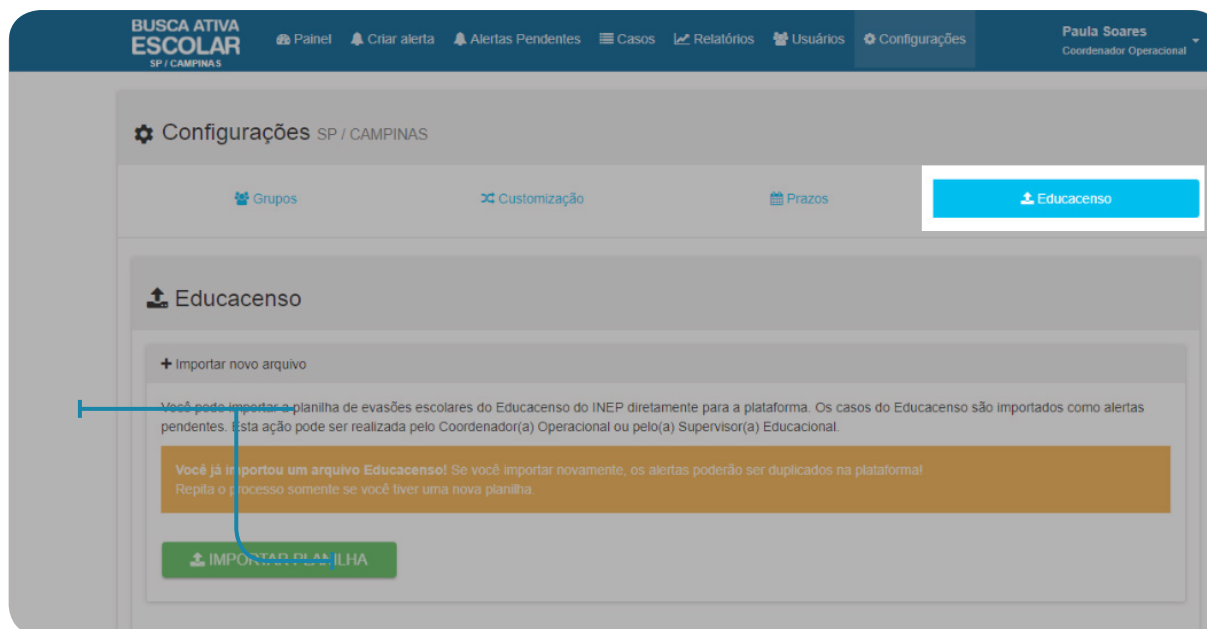 BUSCA ATIVA
ESCOLAR
SP / CAMPINAS
Painel Criar alerta Alertas Pendentes Casos Relatórios Usuários Configurações
Paula Soares
Coordenador Operacional
Configurações SP / CAMPINAS
Grupos Customização Prazos Educacenso
Educacenso
Importar novo arquivo
Você pode importar a planilha de evasões escolares do Educacenso do INEP diretamente para a plataforma. Os casos do Educacenso são importados como alertas
pendentes. Esta ação pode ser realizada pelo Coordenador(a) Operacional ou pelo(a) Supervisor(a) Educacional.
Você já importou um arquivo Educacenso! Se você importar novamente, os alertas poderão ser duplicados na plataforma!
Repita o processo somente se você tiver uma nova planilha.
IMPORTAR PLANILHA